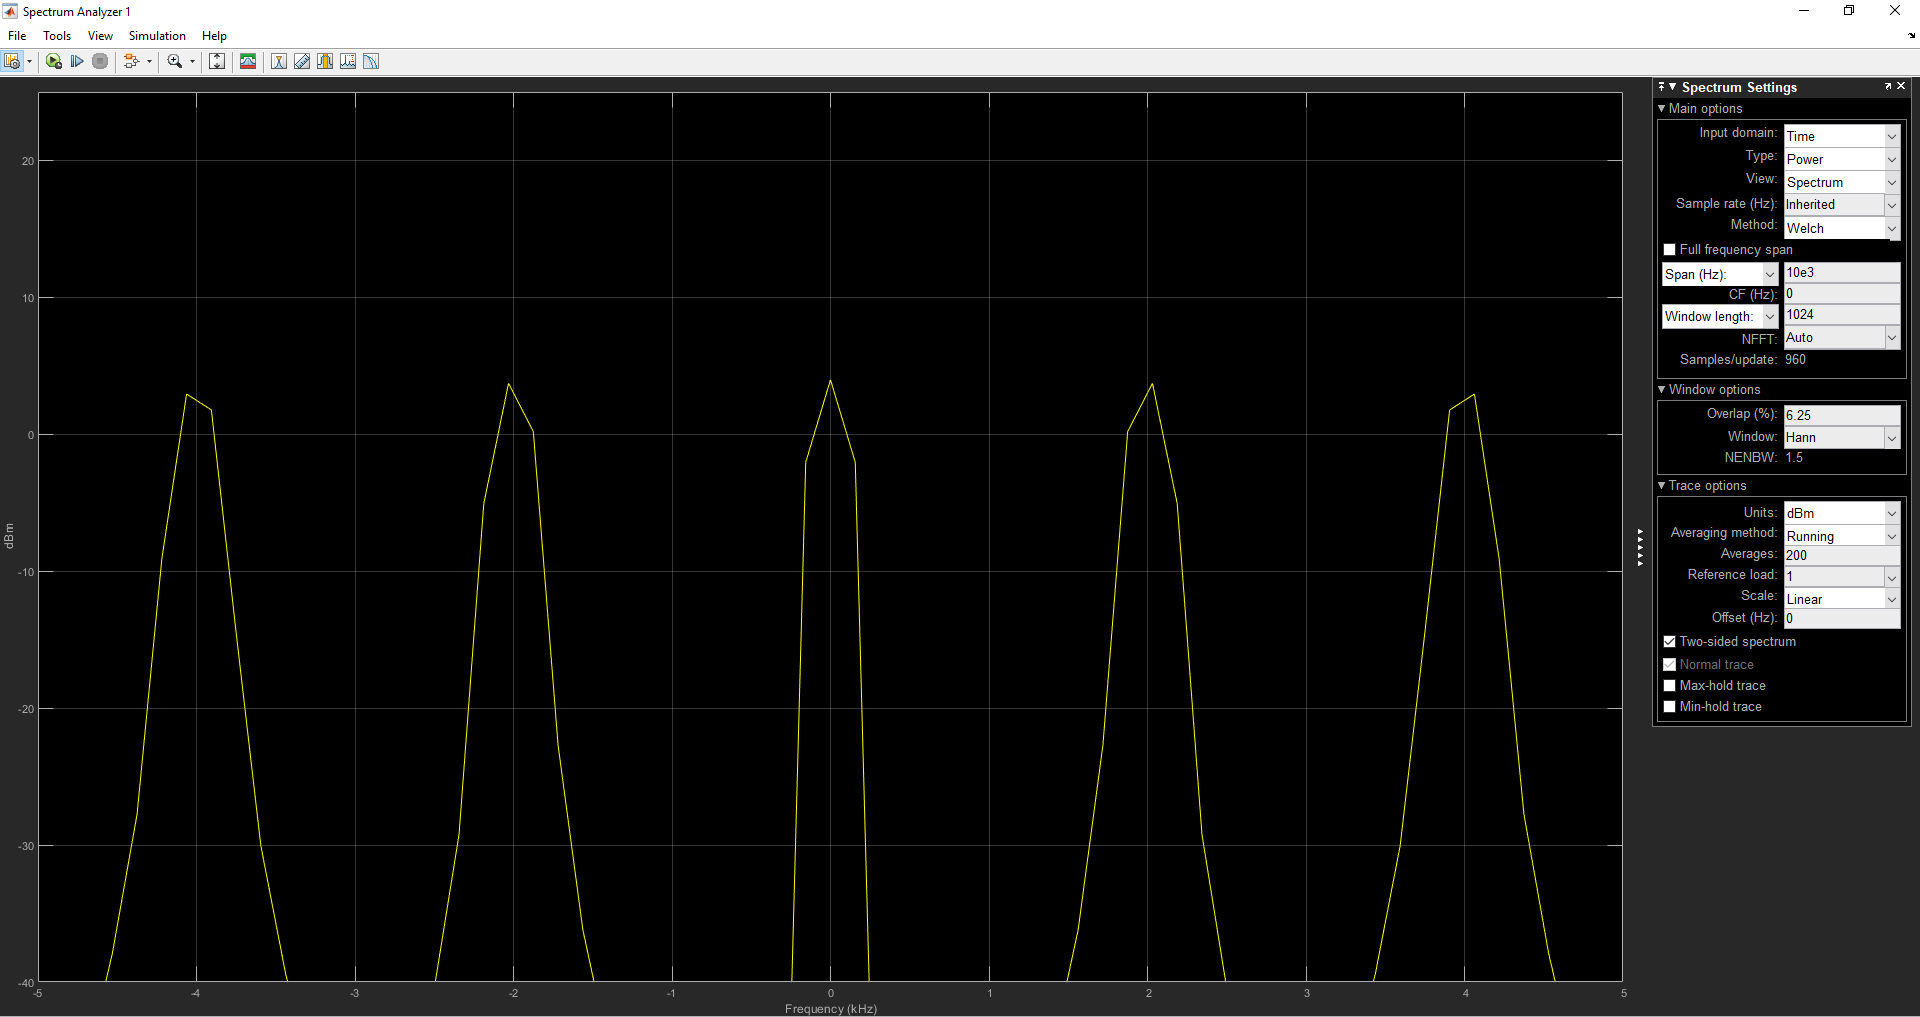 Spectrum Analyzer 1
File Tools View Simulation Help
Spectrum Settings
Main options
Input domain: Time
Type: Power
View: Spectrum
Sample rate (Hz): Inherited
Method: Welch
Full frequency span
Span (Hz): 10e3
CF (Hz): 0
Window length: 1024
NFFT: Auto
Samples/update: 960
Window options
Overlap (%): 6.25
Window: Hann
NENBW: 1.5
Trace options
Units: dBm
Averaging method: Running
Averages: 200
Reference load: 1
Scale: Linear
Offset (Hz): 0
Two-sided spectrum
Normal trace
Max-hold trace
Min-hold trace
dBm
20
10
0
-10
-20
-30
-40
-5 -4 -3 -2 -1 0 1 2 3 4 5
Frequency (kHz)